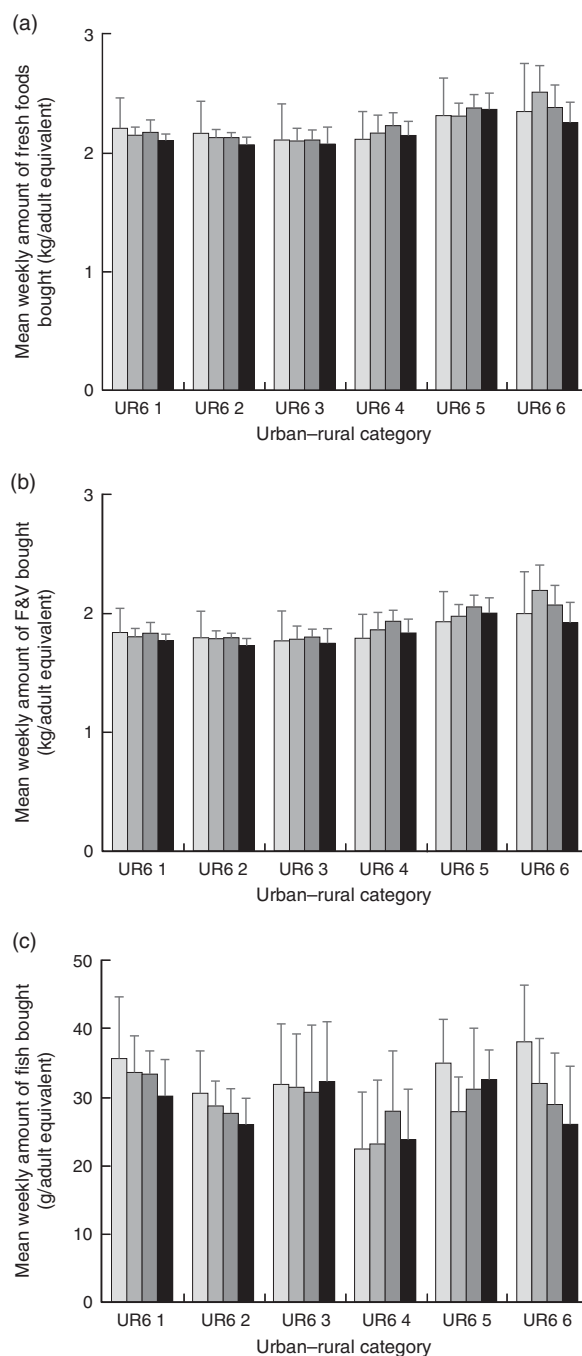 (a)
3
2
1
0
Mean weekly amount of fresh foods
bought (kg/adult equivalent)
UR6 1 UR6 2 UR6 3 UR6 4 UR6 5 UR6 6
Urban–rural category
(b)
3
2
1
0
Mean weekly amount of F&V bought
(kg/adult equivalent)
UR6 1 UR6 2 UR6 3 UR6 4 UR6 5 UR6 6
Urban–rural category
(c)
50
40
30
20
10
0
Mean weekly amount of fish bought
(g/adult equivalent)
UR6 1 UR6 2 UR6 3 UR6 4 UR6 5 UR6 6
Urban–rural category